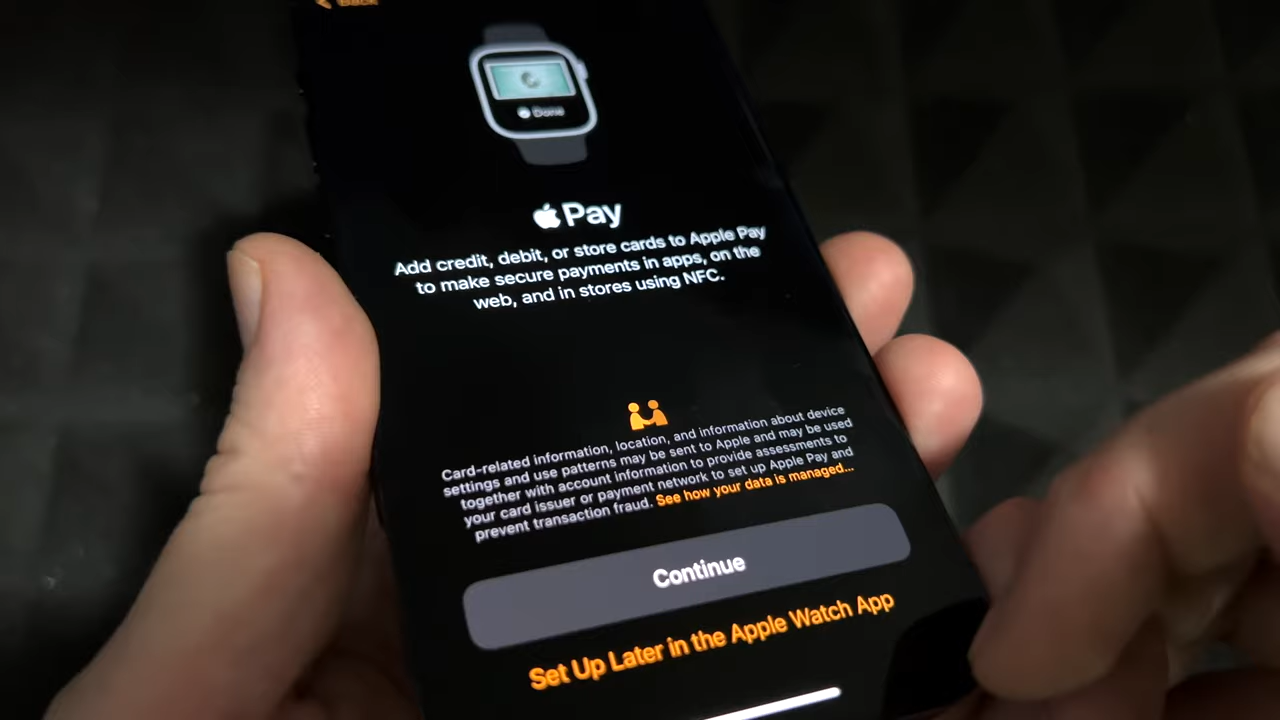 Back
Done
Pay
Add credit, debit, or store cards to Apple Pay
to make secure payments in apps, on the
web, and in stores using NFC.
Card-related information, location, and information about device
settings and use patterns may be sent to Apple and may be used
together with account information to provide assessments to
your card issuer or payment network to set up Apple Pay and
prevent transaction fraud. See how your data is managed...
Continue
Set Up Later in the Apple Watch App